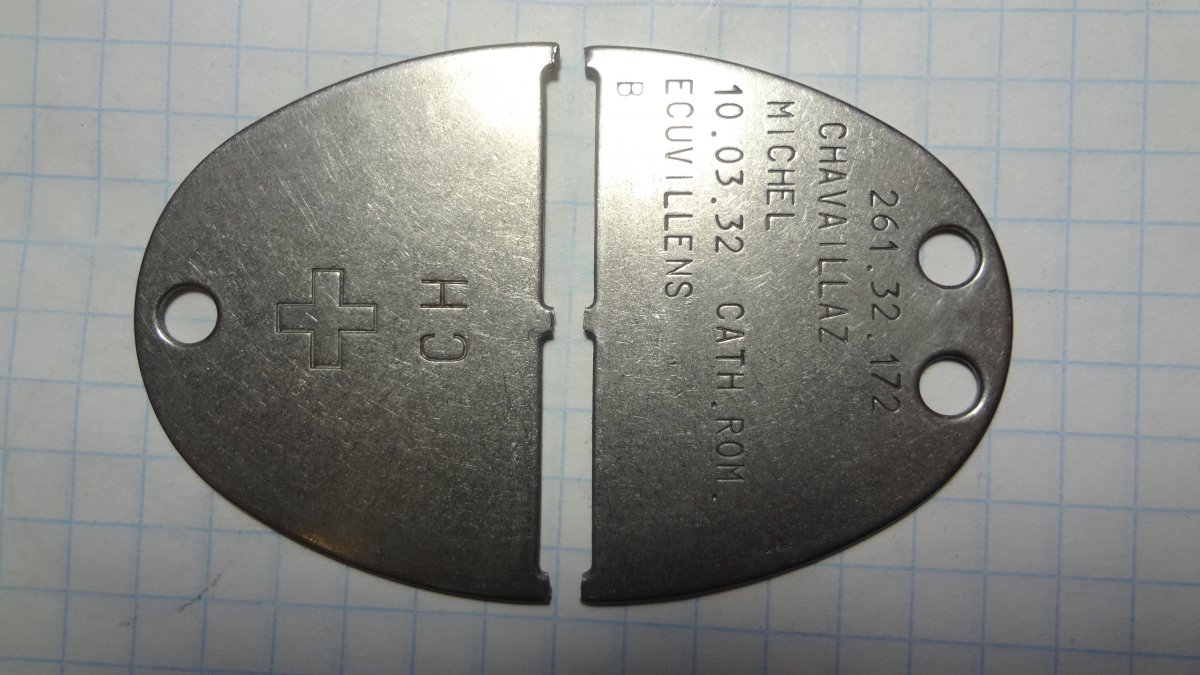 261.32.172
CHAVAILLAZ
MICHEL
10.03.32 CATH.ROM.
ECUVILLENS
B
CH